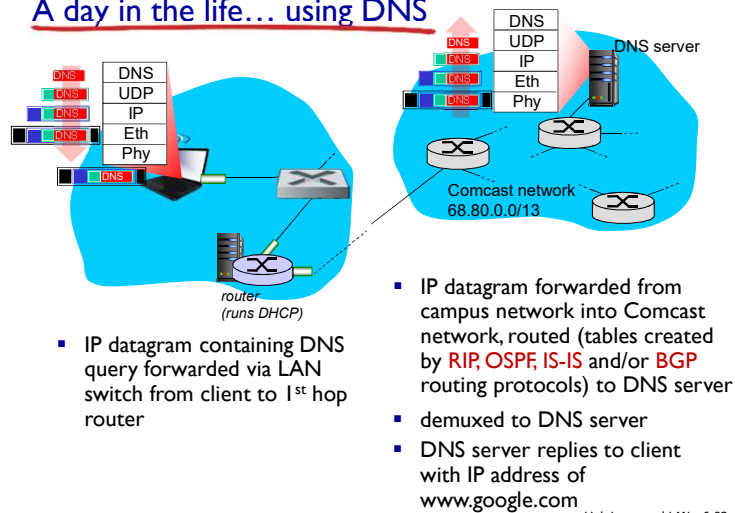 A day in the life… using DNS
DNS
DNS
DNS
DNS
DNS
DNS
UDP
IP
Eth
Phy
router
(runs DHCP)
▪ IP datagram containing DNS
query forwarded via LAN
switch from client to 1st hop
router
DNS
DNS
DNS
DNS
DNS
UDP
IP
Eth
Phy
DNS server
Comcast network
68.80.0.0/13
▪ IP datagram forwarded from
campus network into Comcast
network, routed (tables created
by RIP, OSPF, IS-IS and/or BGP
routing protocols) to DNS server
▪ demuxed to DNS server
▪ DNS server replies to client
with IP address of
www.google.com